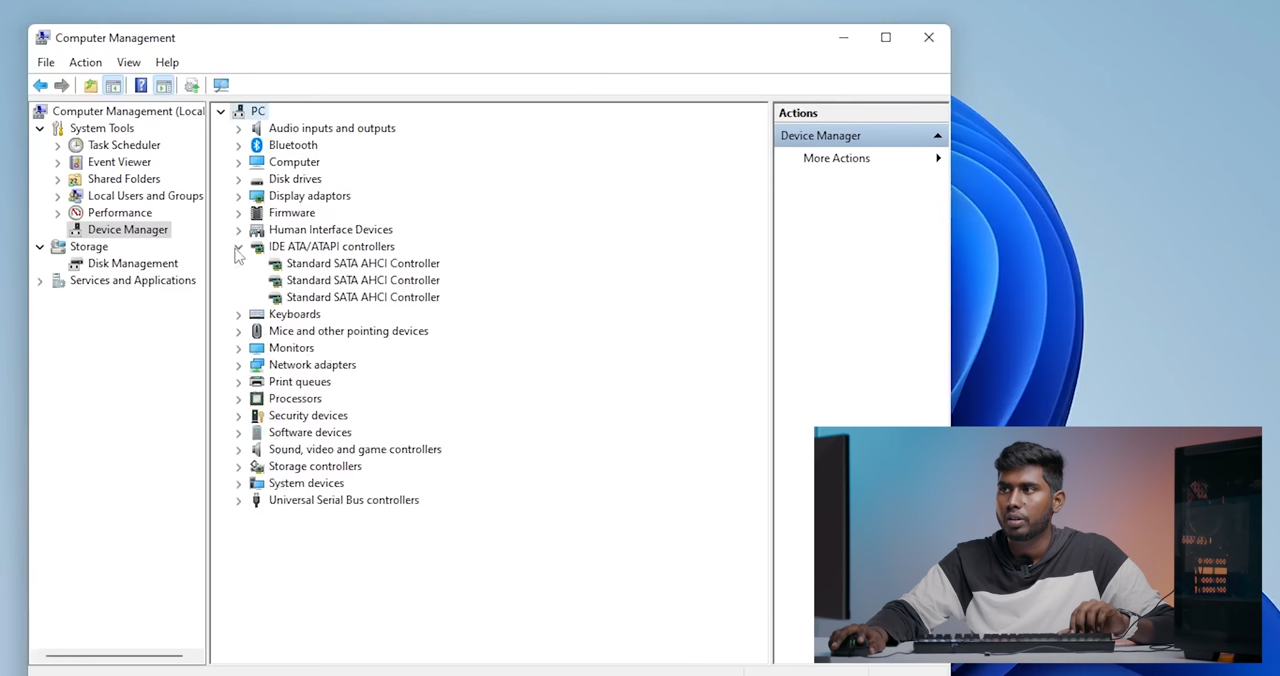 Computer Management
File Action View Help
Computer Management (Local
System Tools
Task Scheduler
Event Viewer
Shared Folders
Local Users and Groups
Performance
Device Manager
Storage
Disk Management
Services and Applications
PC
Audio inputs and outputs
Bluetooth
Computer
Disk drives
Display adaptors
Firmware
Human Interface Devices
IDE ATA/ATAPI controllers
Standard SATA AHCI Controller
Standard SATA AHCI Controller
Standard SATA AHCI Controller
Keyboards
Mice and other pointing devices
Monitors
Network adapters
Print queues
Processors
Security devices
Software devices
Sound, video and game controllers
Storage controllers
System devices
Universal Serial Bus controllers
Actions
Device Manager
More Actions